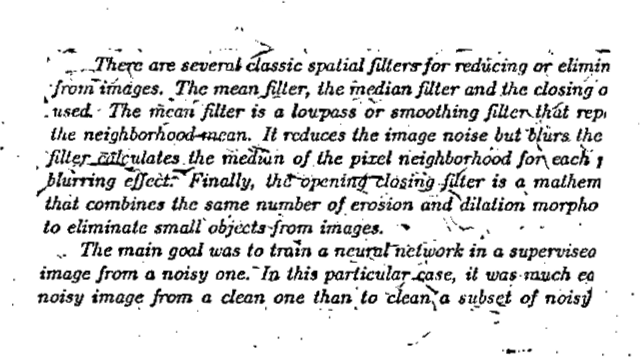 There are several classic spatial filters for reducing or elimin
from images. The mean filter, the median filter and the closing o
used. The mean filter is a lowpass or smoothing filter that rep
the neighborhood mean. It reduces the image noise but blurs the
filter calculates the median of the pixel neighborhood for each
blurring effect. Finally, the opening closing filter is a mathem
that combines the same number of erosion and dilation morpho
to eliminate small objects from images.
The main goal was to train a neural network in a supervised
image from a noisy one. In this particular case, it was much ea
noisy image from a clean one than to clean a subset of noisy